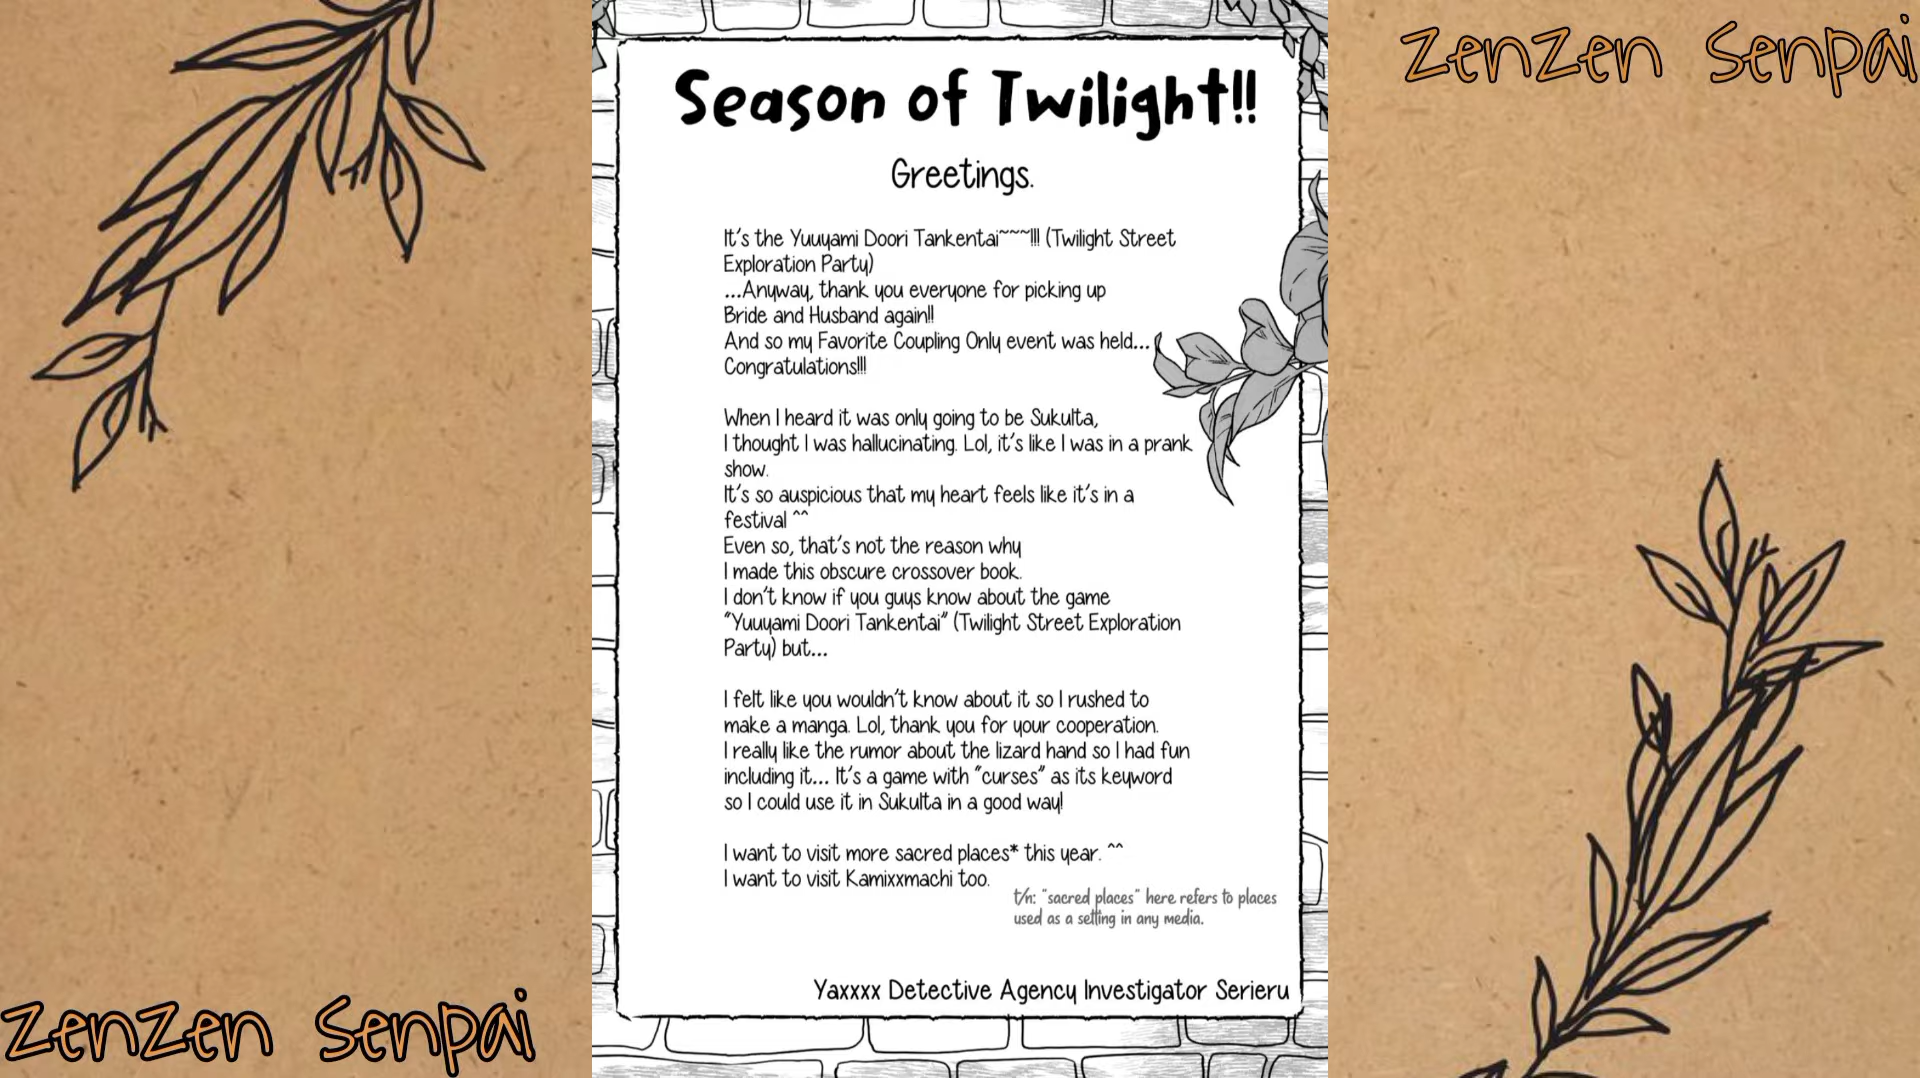 ZenZen Senpai
Season of Twilight!!
Greetings.
It's the Yuuyami Doori Tankentai~~~!!! (Twilight Street
Exploration Party)
...Anyway, thank you everyone for picking up
Bride and Husband again!!
And so my Favorite Coupling Only event was held...
Congratulations!!!
When I heard it was only going to be SukuIta,
I thought I was hallucinating. Lol, it's like I was in a prank
show.
It's so auspicious that my heart feels like it's in a
festival ^^
Even so, that's not the reason why
I made this obscure crossover book.
I don't know if you guys know about the game
"Yuuyami Doori Tankentai" (Twilight Street Exploration
Party) but...
I felt like you wouldn't know about it so I rushed to
make a manga. Lol, thank you for your cooperation.
I really like the rumor about the lizard hand so I had fun
including it... It's a game with "curses" as its keyword
so I could use it in SukuIta in a good way!
I want to visit more sacred places* this year. ^^
I want to visit Kamixxmachi too.
t/n: "sacred places" here refers to places
used as a setting in any media.
Yaxxxx Detective Agency Investigator Serieru
ZenZen Senpai